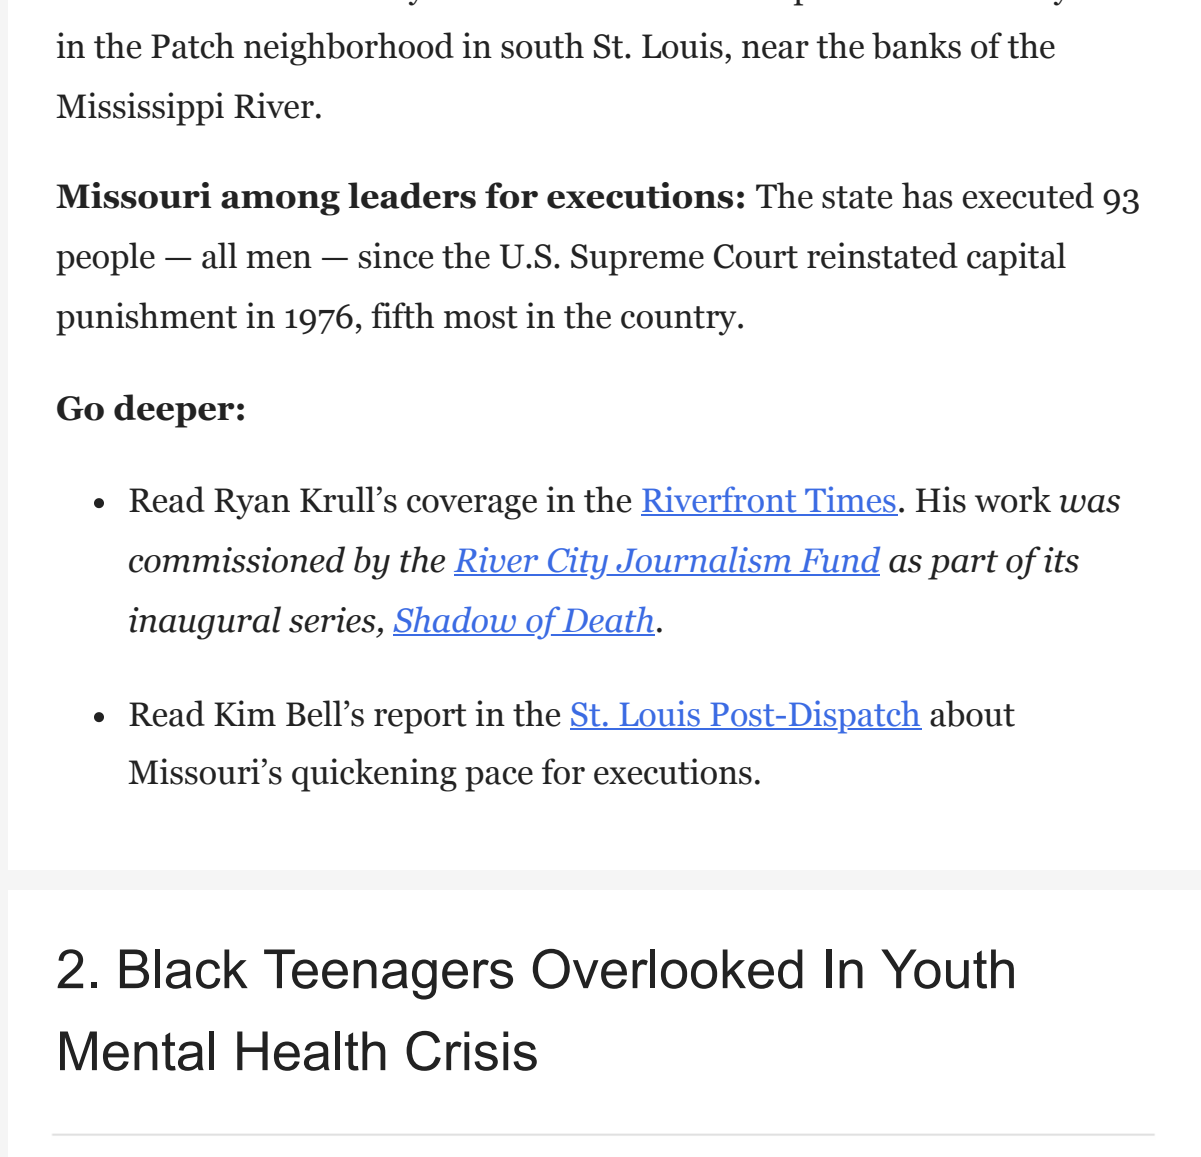 in the Patch neighborhood in south St. Louis, near the banks of the
Mississippi River.
Missouri among leaders for executions: The state has executed 93
people — all men — since the U.S. Supreme Court reinstated capital
punishment in 1976, fifth most in the country.
Go deeper:
• Read Ryan Krull’s coverage in the Riverfront Times. His work was
commissioned by the River City Journalism Fund as part of its
inaugural series, Shadow of Death.
• Read Kim Bell’s report in the St. Louis Post-Dispatch about
Missouri’s quickening pace for executions.
2. Black Teenagers Overlooked In Youth
Mental Health Crisis